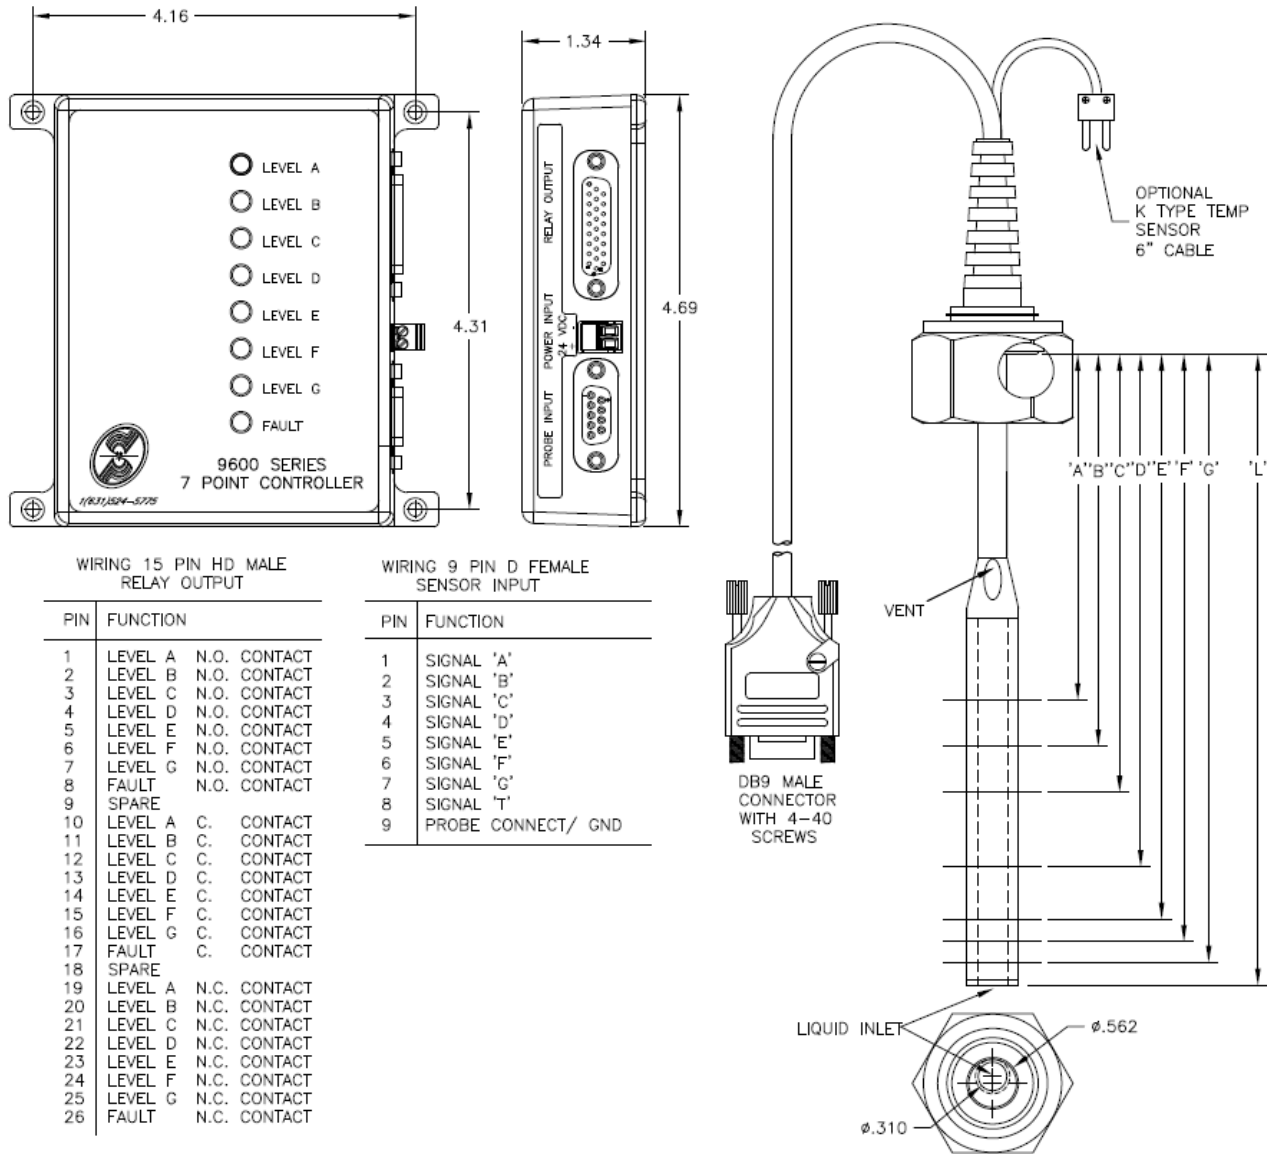 4.16
1.34
LEVEL A
LEVEL B
LEVEL C
LEVEL D
LEVEL E
LEVEL F
LEVEL G
FAULT
9600 SERIES
7 POINT CONTROLLER
1(631)524-5775
4.31
RELAY OUTPUT
POWER INPUT
24 VDC
- +
PROBE INPUT
4.69
OPTIONAL
K TYPE TEMP
SENSOR
6" CABLE
'A' 'B' 'C' 'D' 'E' 'F' 'G' 'L'
VENT
DB9 MALE
CONNECTOR
WITH 4-40
SCREWS
LIQUID INLET
ø.562
ø.310
WIRING 15 PIN HD MALE
RELAY OUTPUT
PIN FUNCTION
1 LEVEL A N.O. CONTACT
2 LEVEL B N.O. CONTACT
3 LEVEL C N.O. CONTACT
4 LEVEL D N.O. CONTACT
5 LEVEL E N.O. CONTACT
6 LEVEL F N.O. CONTACT
7 LEVEL G N.O. CONTACT
8 FAULT N.O. CONTACT
9 SPARE
10 LEVEL A C. CONTACT
11 LEVEL B C. CONTACT
12 LEVEL C C. CONTACT
13 LEVEL D C. CONTACT
14 LEVEL E C. CONTACT
15 LEVEL F C. CONTACT
16 LEVEL G C. CONTACT
17 FAULT C. CONTACT
18 SPARE
19 LEVEL A N.C. CONTACT
20 LEVEL B N.C. CONTACT
21 LEVEL C N.C. CONTACT
22 LEVEL D N.C. CONTACT
23 LEVEL E N.C. CONTACT
24 LEVEL F N.C. CONTACT
25 LEVEL G N.C. CONTACT
26 FAULT N.C. CONTACT
WIRING 9 PIN D FEMALE
SENSOR INPUT
PIN FUNCTION
1 SIGNAL 'A'
2 SIGNAL 'B'
3 SIGNAL 'C'
4 SIGNAL 'D'
5 SIGNAL 'E'
6 SIGNAL 'F'
7 SIGNAL 'G'
8 SIGNAL 'T'
9 PROBE CONNECT/ GND